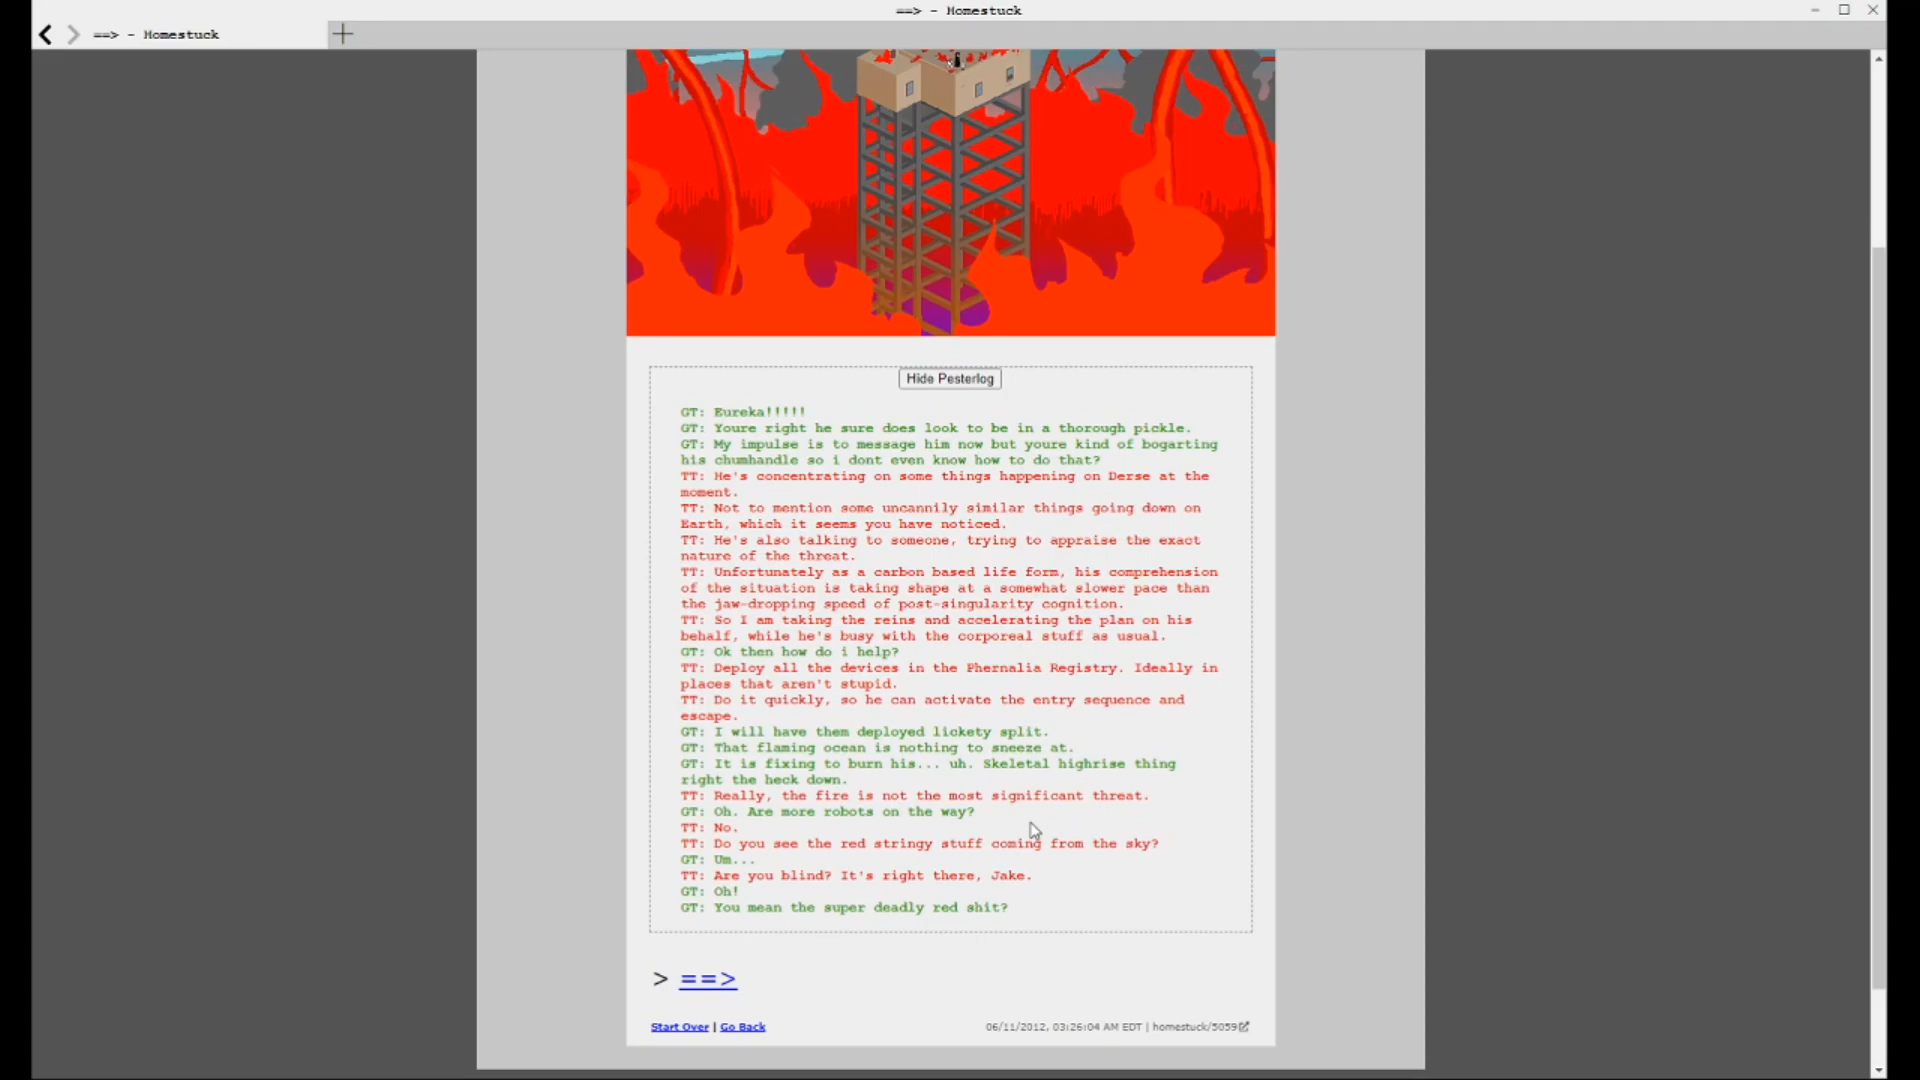 ==> - Homestuck
==> - Homestuck
Hide Pesterlog
GT: Eureka!!!!!
GT: Youre right he sure does look to be in a thorough pickle.
GT: My impulse is to message him now but youre kind of bogarting
his chumhandle so i dont even know how to do that?
TT: He's concentrating on some things happening on Derse at the
moment.
TT: Not to mention some uncannily similar things going down on
Earth, which it seems you have noticed.
TT: He's also talking to someone, trying to appraise the exact
nature of the threat.
TT: Unfortunately as a carbon based life form, his comprehension
of the situation is taking shape at a somewhat slower pace than
the jaw-dropping speed of post-singularity cognition.
TT: So I am taking the reins and accelerating the plan on his
behalf, while he's busy with the corporeal stuff as usual.
GT: Ok then how do i help?
TT: Deploy all the devices in the Phernalia Registry. Ideally in
places that aren't stupid.
TT: Do it quickly, so he can activate the entry sequence and
escape.
GT: I will have them deployed lickety split.
GT: That flaming ocean is nothing to sneeze at.
GT: It is fixing to burn his... uh. Skeletal highrise thing
right the heck down.
TT: Really, the fire is not the most significant threat.
GT: Oh. Are more robots on the way?
TT: No.
TT: Do you see the red stringy stuff coming from the sky?
GT: Um...
TT: Are you blind? It's right there, Jake.
GT: Oh!
GT: You mean the super deadly red shit?
> ==>
Start Over | Go Back 06/11/2012, 03:26:04 AM EDT | homestuck/5059